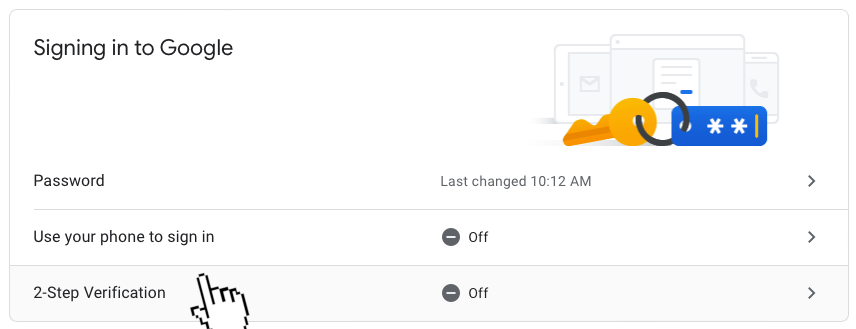 Signing in to Google
**
Password Last changed 10:12 AM
Use your phone to sign in Off
2-Step Verification Off